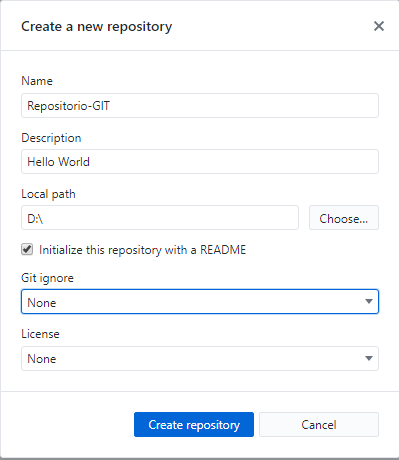 Create a new repository
Name
Repositorio-GIT
Description
Hello World
Local path
D:\
Choose...
Initialize this repository with a README
Git ignore
None
License
None
Create repository
Cancel